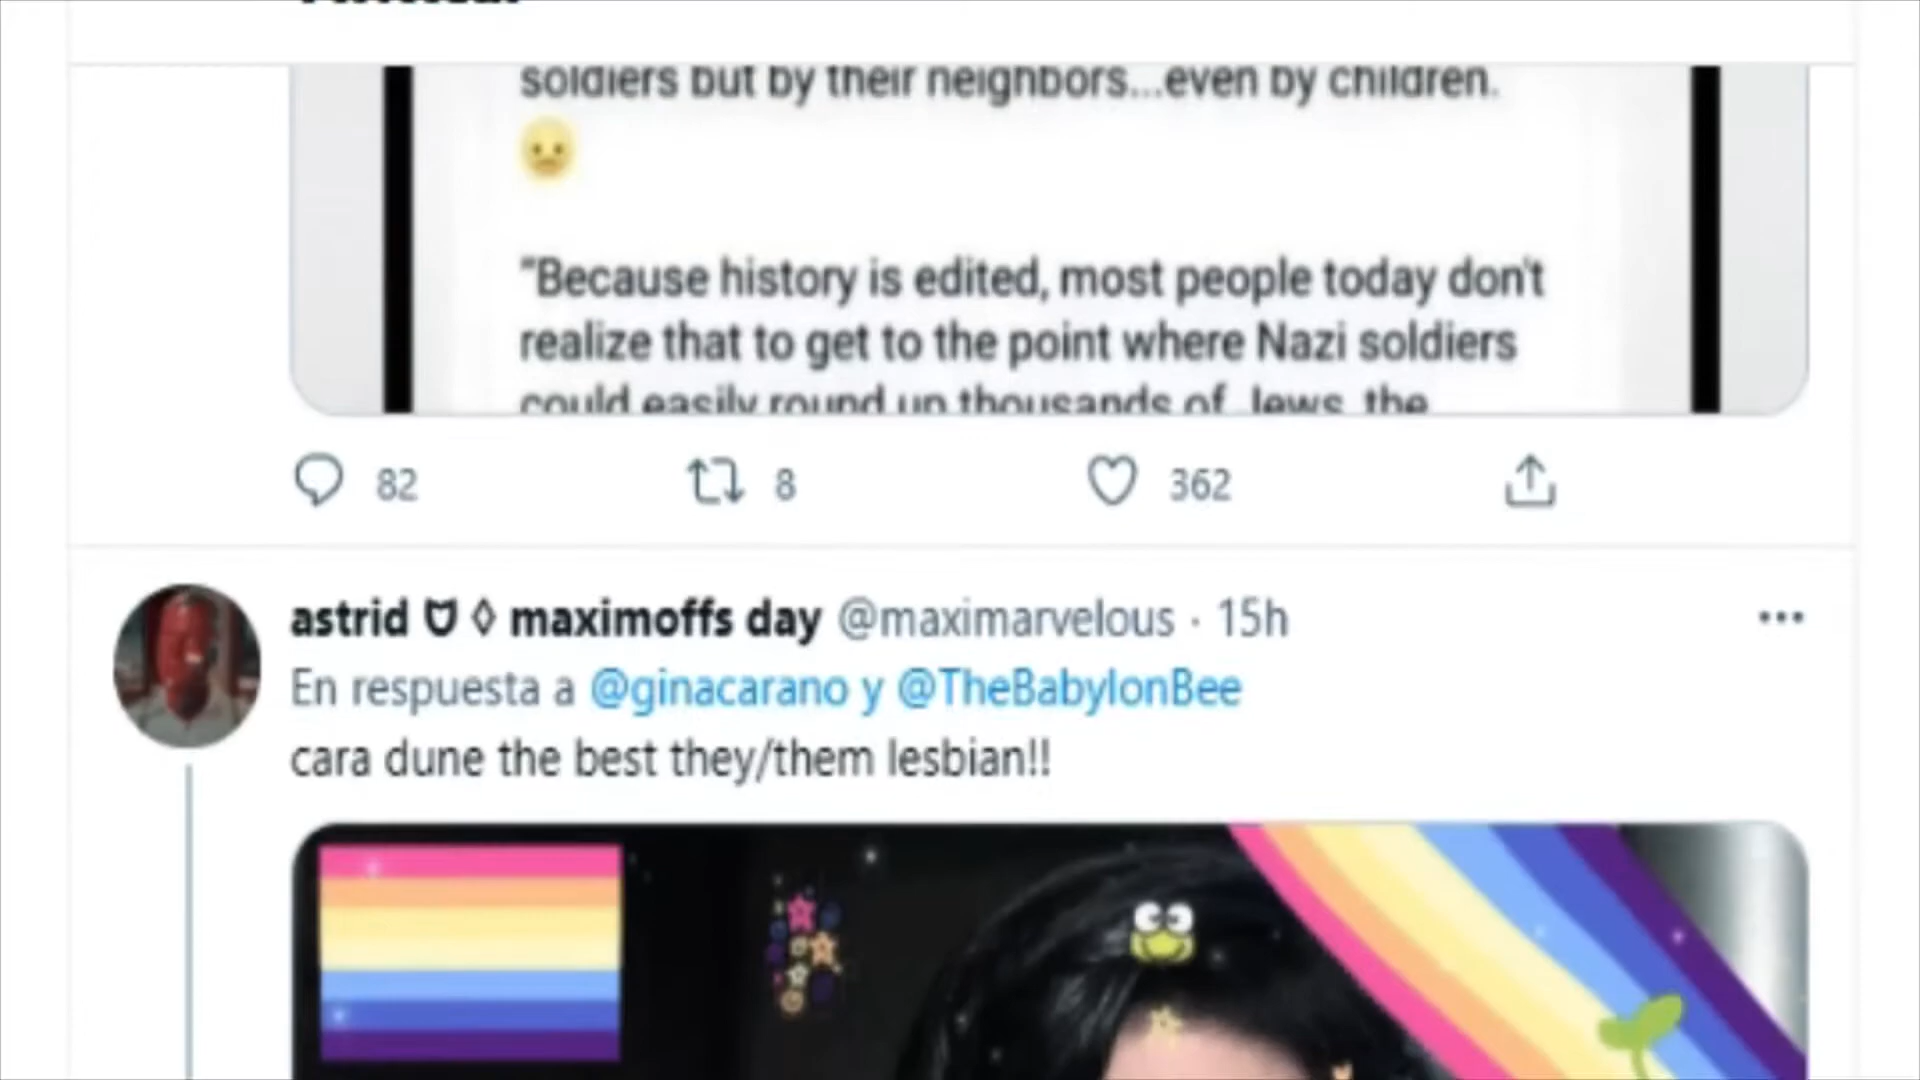 soldiers but by their neighbors...even by children.
"Because history is edited, most people today don't
realize that to get to the point where Nazi soldiers
could easily round up thousands of Jews, the
82
8
362
astrid ᗢ ◊ maximoffs day @maximarvelous · 15h
En respuesta a @ginacarano y @TheBabylonBee
cara dune the best they/them lesbian!!